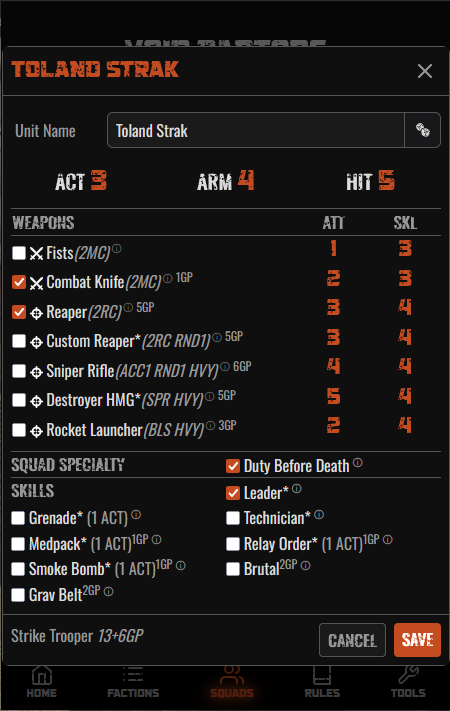 VOID RAPTORS
TOLAND STRAK
Unit Name Toland Strak
ACT 3 ARM 4 HIT 5
WEAPONS ATT SKL
Fists(2MC) 1 3
Combat Knife(2MC) 1GP 2 3
Reaper(2RC) 5GP 3 4
Custom Reaper*(2RC RND1) 5GP 3 4
Sniper Rifle(ACC1 RND1 HVY) 6GP 4 4
Destroyer HMG*(SPR HVY) 5GP 5 4
Rocket Launcher(BLS HVY) 3GP 2 4
SQUAD SPECIALTY Duty Before Death
SKILLS Leader*
Grenade* (1 ACT) Technician*
Medpack* (1 ACT)1GP Relay Order* (1 ACT)1GP
Smoke Bomb* (1 ACT)1GP Brutal2GP
Grav Belt2GP
Strike Trooper 13+6GP CANCEL SAVE
HOME FACTIONS SQUADS RULES TOOLS